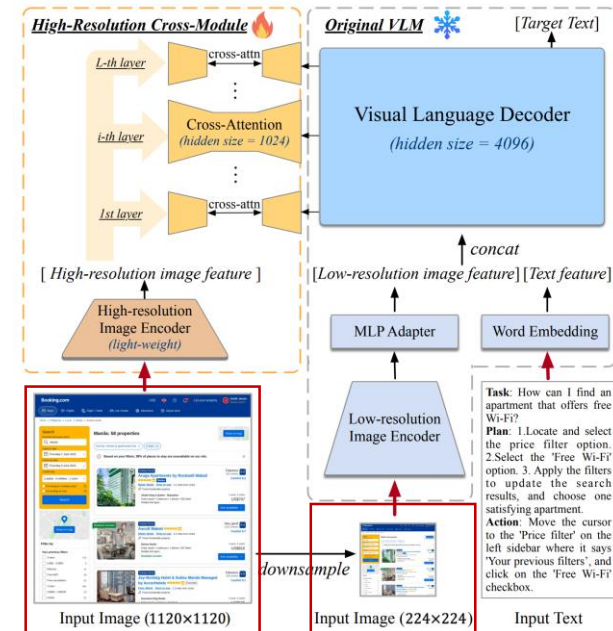 High-Resolution Cross-Module
Original VLM
[Target Text]
L-th layer
cross-attn
Cross-Attention
(hidden size = 1024)
i-th layer
Visual Language Decoder
(hidden size = 4096)
cross-attn
1st layer
concat
[ High-resolution image feature ]
[Low-resolution image feature] [Text feature]
High-resolution
Image Encoder
(light-weight)
MLP Adapter
Word Embedding
Low-resolution
Image Encoder
Booking.com
Manila: 50 properties
Task: How can I find an
apartment that offers free
Wi-Fi?
Plan: 1.Locate and select
the price filter option.
2.Select the 'Free Wi-Fi'
option. 3. Apply the filters
to update the search
results, and choose one
satisfying apartment.
Action: Move the cursor
to the 'Price filter' on the
left sidebar where it says
'Your previous filters', and
click on the 'Free Wi-Fi'
checkbox.
downsample
Input Image (1120×1120)
Input Image (224×224)
Input Text